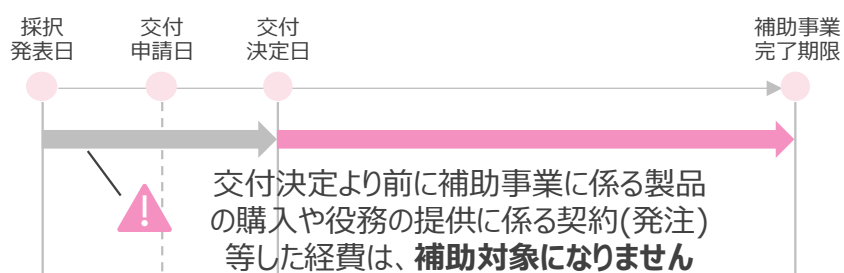 採択
発表日
交付
申請日
交付
決定日
補助事業
完了期限
交付決定より前に補助事業に係る製品
の購入や役務の提供に係る契約(発注)
等した経費は、補助対象になりません